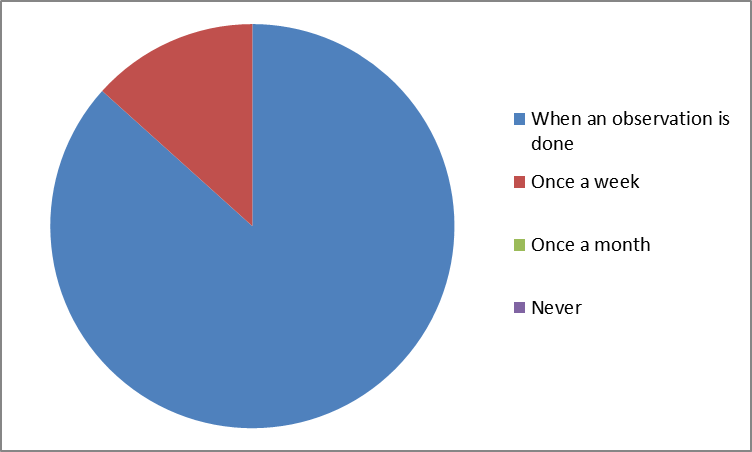 When an observation is
done
Once a week
Once a month
Never